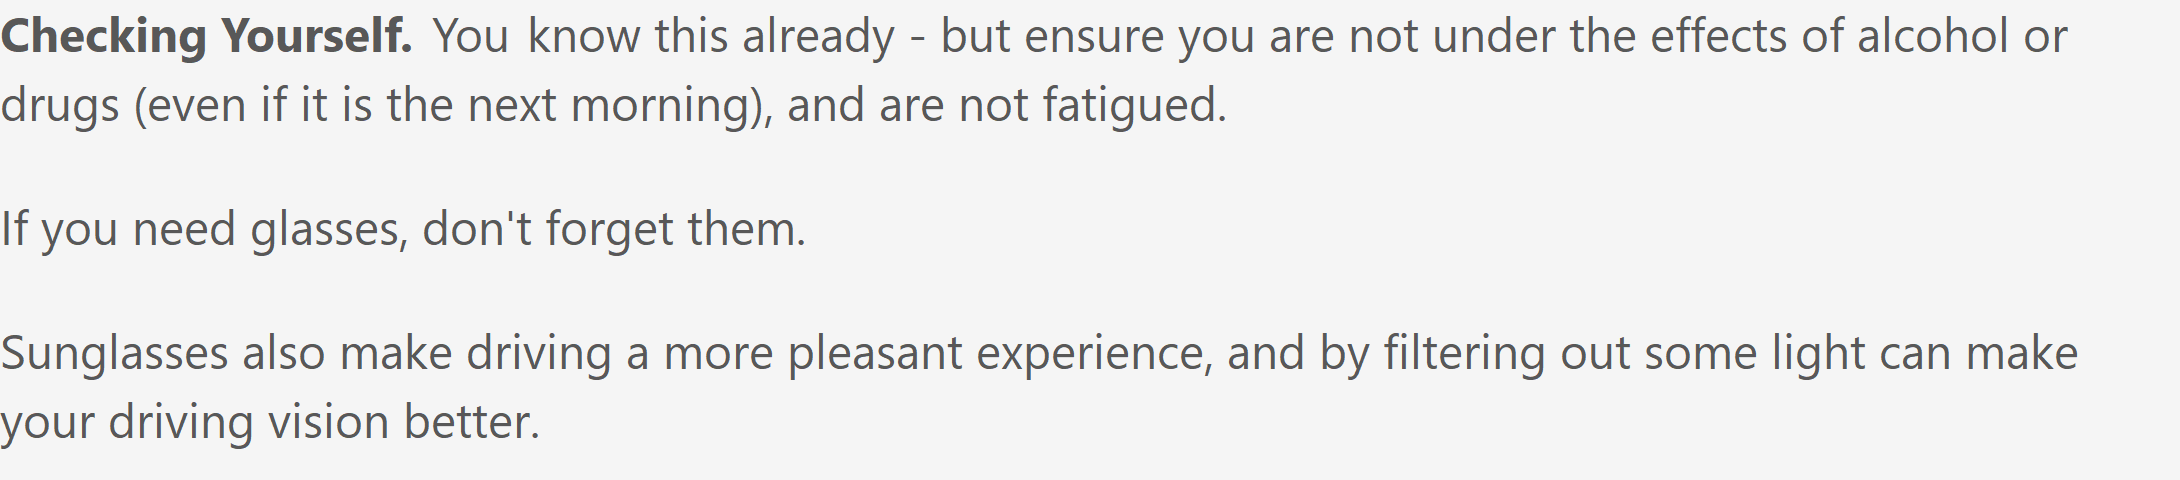 Checking Yourself. You know this already - but ensure you are not under the effects of alcohol or
drugs (even if it is the next morning), and are not fatigued.
If you need glasses, don't forget them.
Sunglasses also make driving a more pleasant experience, and by filtering out some light can make
your driving vision better.